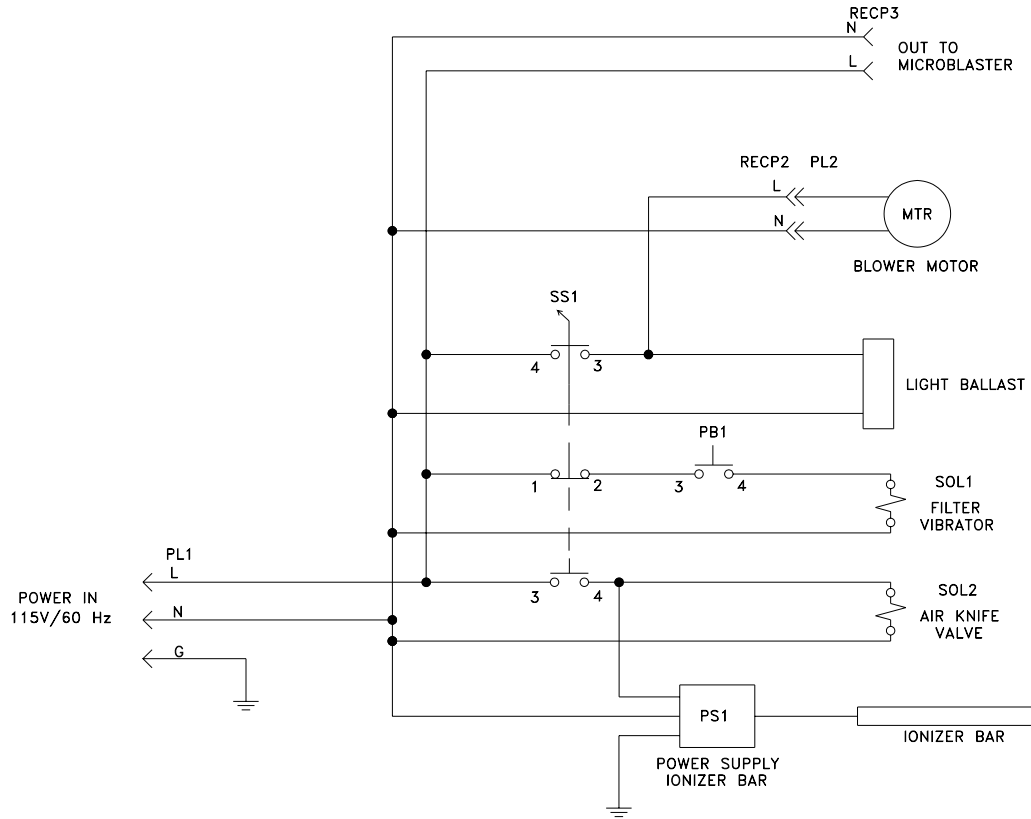 RECP3
N
L
OUT TO
MICROBLASTER
RECP2 PL2
L
N
MTR
BLOWER MOTOR
SS1
4 3
LIGHT BALLAST
PB1
1 2 3 4
SOL1
FILTER
VIBRATOR
PL1
L
N
G
POWER IN
115V/60 Hz
3 4
SOL2
AIR KNIFE
VALVE
PS1
POWER SUPPLY
IONIZER BAR
IONIZER BAR